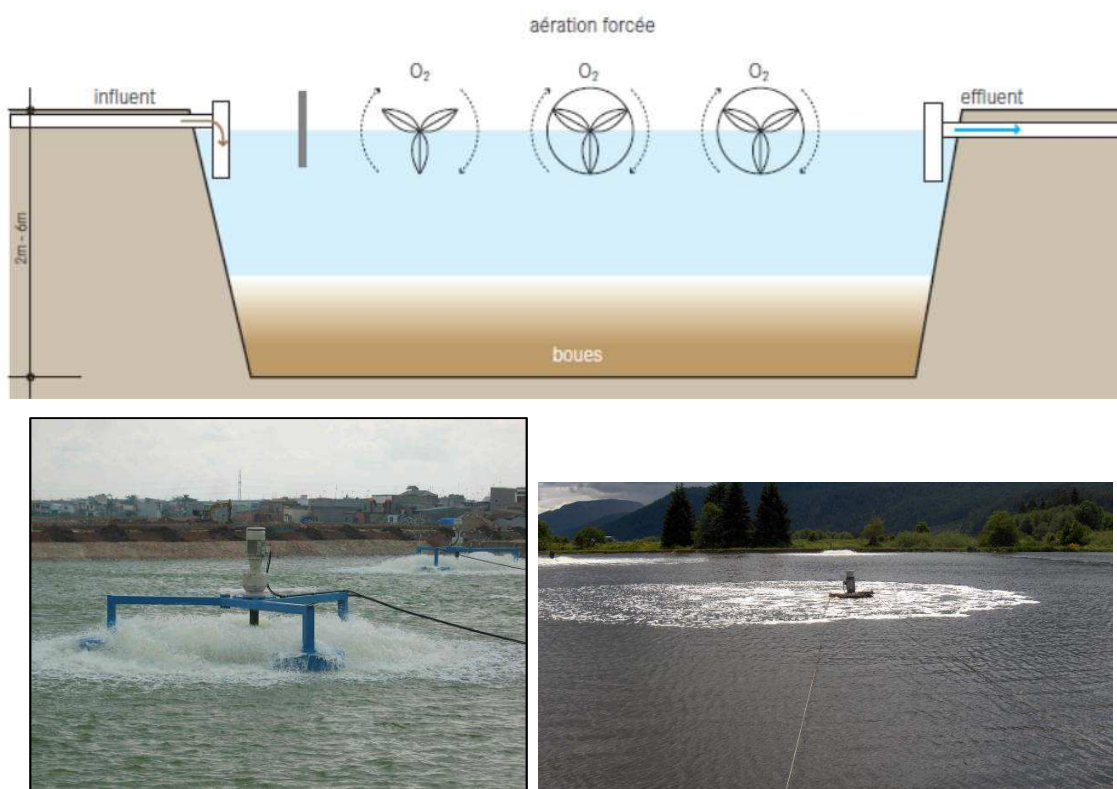 aération forcée
O₂ O₂ O₂
influent
effluent
2m - 6m
boues